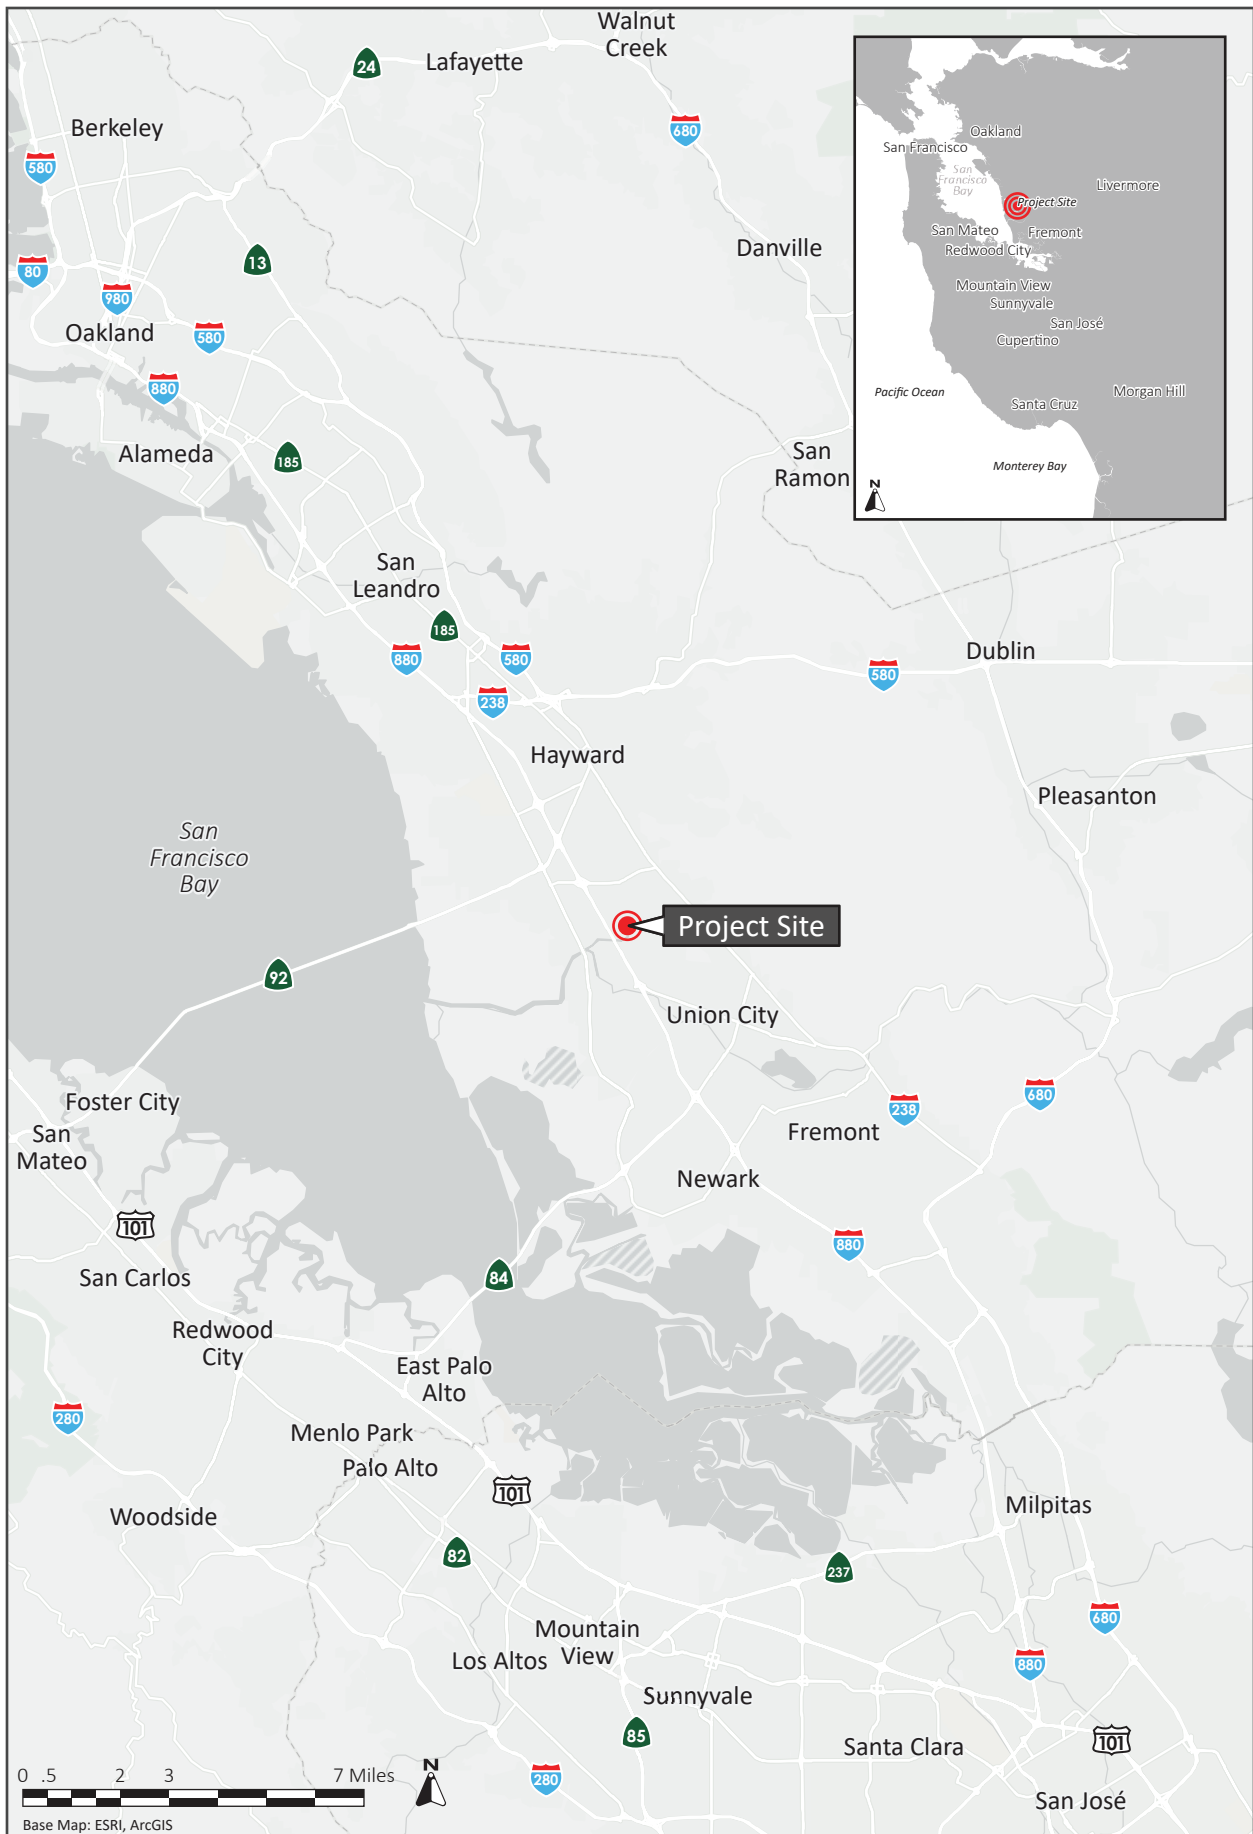 Walnut
Creek
24
Lafayette
Berkeley
680
580
Oakland
San Francisco
San
Francisco
Bay
Livermore
Project Site
San Mateo
Fremont
Redwood City
Mountain View
Sunnyvale
San José
Cupertino
Pacific Ocean
Morgan Hill
Santa Cruz
Monterey Bay
N
13
Danville
80
980
Oakland
580
880
Alameda
185
San
Ramon
San
Leandro
185
880
580
Dublin
580
238
Hayward
Pleasanton
San
Francisco
Bay
Project Site
92
Union City
Foster City
680
238
San
Mateo
Fremont
Newark
101
880
San Carlos
84
Redwood
City
East Palo
Alto
280
Menlo Park
Palo Alto
101
Milpitas
Woodside
82
237
680
Mountain
View
Los Altos
880
Sunnyvale
85
101
Santa Clara
280
San José
0 .5 2 3 7 Miles
N
Base Map: ESRI, ArcGIS